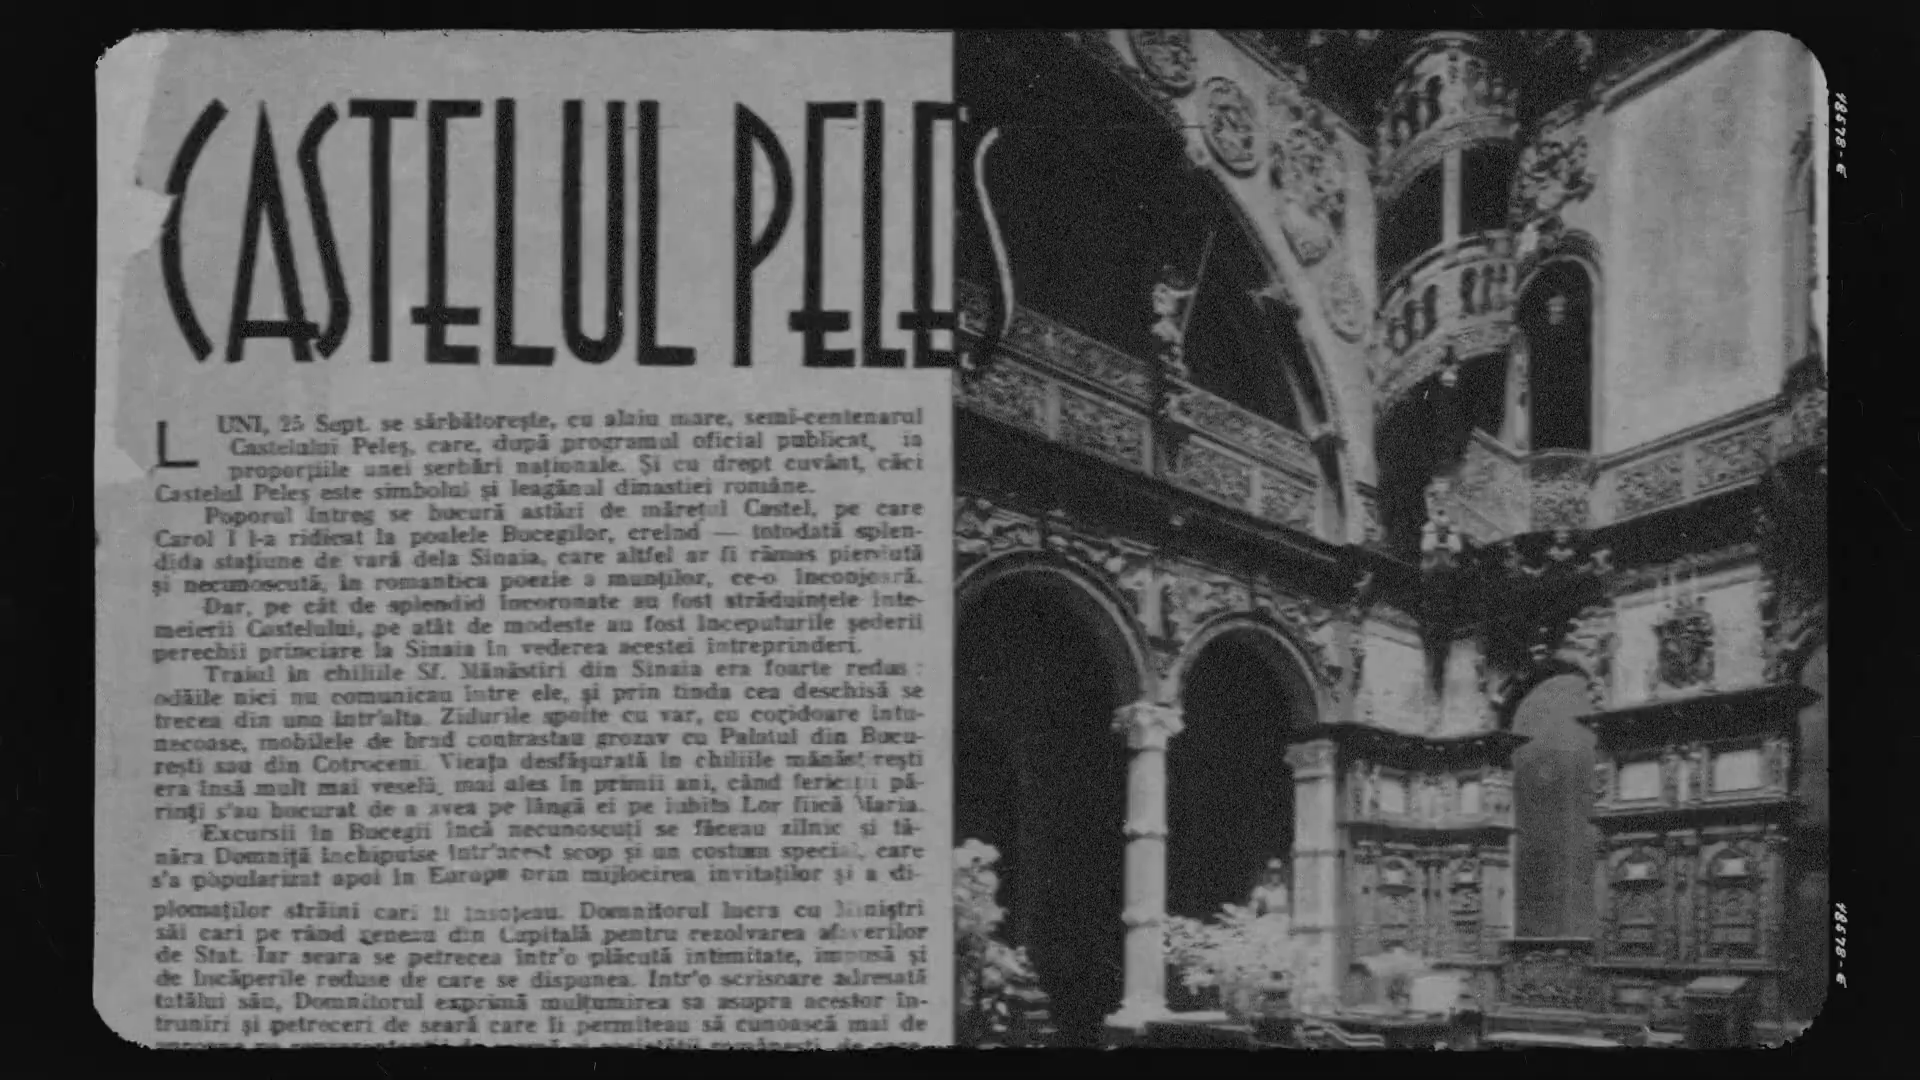 CASTELUL PELEȘ
LUNI, 25 Sept. se sărbătorește, cu alaiu mare, semi-centenarul
Castelului Peleș, care, după programul oficial publicat, ia
proporțiile unei serbări naționale. Și cu drept cuvânt, căci
Castelul Peleș este simbolul și leagănul dinastiei române.
Poporul întreg se bucură astăzi de mărețul Castel, pe care
Carol I l-a ridicat la poalele Bucegilor, creînd — totodată splen-
dida stațiune de vară dela Sinaia, care altfel ar fi rămas pierdută
și necunoscută, în romantica poezie a munților, ce-o înconjoară.
Dar, pe cât de splendid încoronate au fost străduințele înte-
meierii Castelului, pe atât de modeste au fost începuturile șederii
perechii princiare la Sinaia în vederea acestei întreprinderi.
Traiul în chiliile Sf. Mănăstiri din Sinaia era foarte redus :
odăile nici nu comunicau între ele, și prin tinda cea deschisă se
trecea din una într'alta. Zidurile spoite cu var, cu coridoare întu-
necoase, mobilele de brad contrastau grozav cu Palatul din Bucu-
rești sau din Cotroceni. Vieața desfășurată în chiliile mănăstirești
era însă mult mai veselă, mai ales în primii ani, când fericiții pă-
rinți s'au bucurat de a avea pe lângă ei pe iubita Lor fiică Maria.
Excursii în Bucegii încă necunoscuți se făceau zilnic și tâ-
năra Domniță închipuise într'acest scop și un costum special, care
s'a popularizat apoi în Europa prin mijlocirea invitaților și a di-
plomaților străini cari îi însoțeau. Domnitorul lucra cu Miniștri
săi cari pe rând veneau din Capitală pentru rezolvarea afacerilor
de Stat. Iar seara se petrecea într'o plăcută intimitate, impusă și
de încăperile reduse de care se dispunea. Intr'o scrisoare adresată
tatălui său, Domnitorul exprimă mulțumirea sa asupra acestor în-
truniri și petreceri de seară care îi permiteau să cunoască mai de